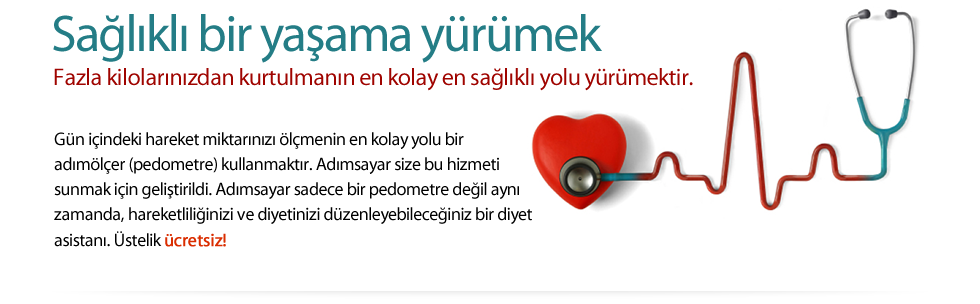 Sağlıklı bir yaşama yürümek
Fazla kilolarınızdan kurtulmanın en kolay en sağlıklı yolu yürümektir.
Gün içindeki hareket miktarınızı ölçmenin en kolay yolu bir
adımölçer (pedometre) kullanmaktır. Adımsayar size bu hizmeti
sunmak için geliştirildi. Adımsayar sadece bir pedometre değil aynı
zamanda, hareketliliğinizi ve diyetinizi düzenleyebileceğiniz bir diyet
asistanı. Üstelik ücretsiz!